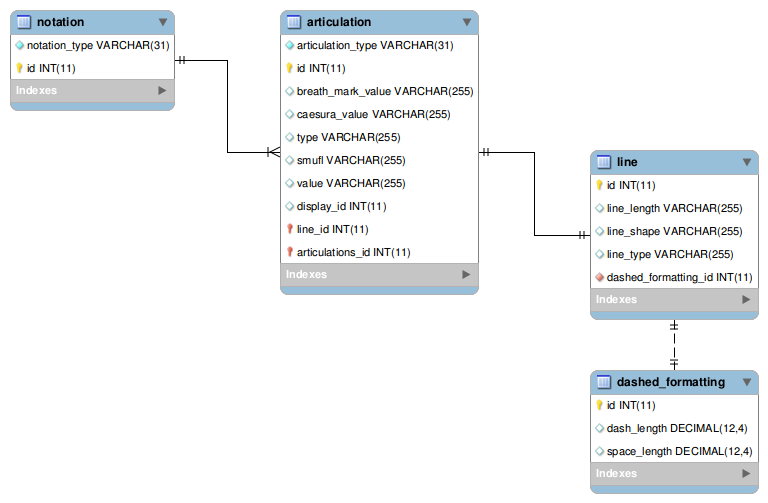 notation
notation_type VARCHAR(31)
id INT(11)
Indexes
articulation
articulation_type VARCHAR(31)
id INT(11)
breath_mark_value VARCHAR(255)
caesura_value VARCHAR(255)
type VARCHAR(255)
smufl VARCHAR(255)
value VARCHAR(255)
display_id INT(11)
line_id INT(11)
articulations_id INT(11)
Indexes
line
id INT(11)
line_length VARCHAR(255)
line_shape VARCHAR(255)
line_type VARCHAR(255)
dashed_formatting_id INT(11)
Indexes
dashed_formatting
id INT(11)
dash_length DECIMAL(12,4)
space_length DECIMAL(12,4)
Indexes